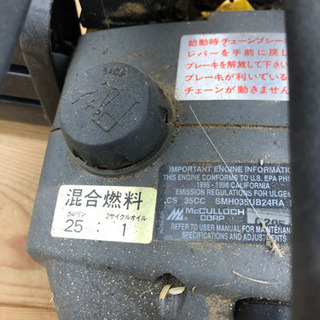 始動時チェーンブレー
レバーを手前に戻し
ブレーキを解放して下さい
ブレーキが利いている
チェーンが動きません
混合燃料
ガソリン 2サイクルオイル
25 : 1
IMPORTANT ENGINE INFORMATION
THIS ENGINE CONFORMS TO U.S. EPA PH
1995 - 1998 CALIFORNIA
EMISSION REGULATIONS FOR ULGE
CS 35CC SMH035UB24RA
McCULLOCH
CORP
REFER TO USER MANUAL FOR MAINTENAN
SPECIFICATIONS AND ADJUSTMENTS